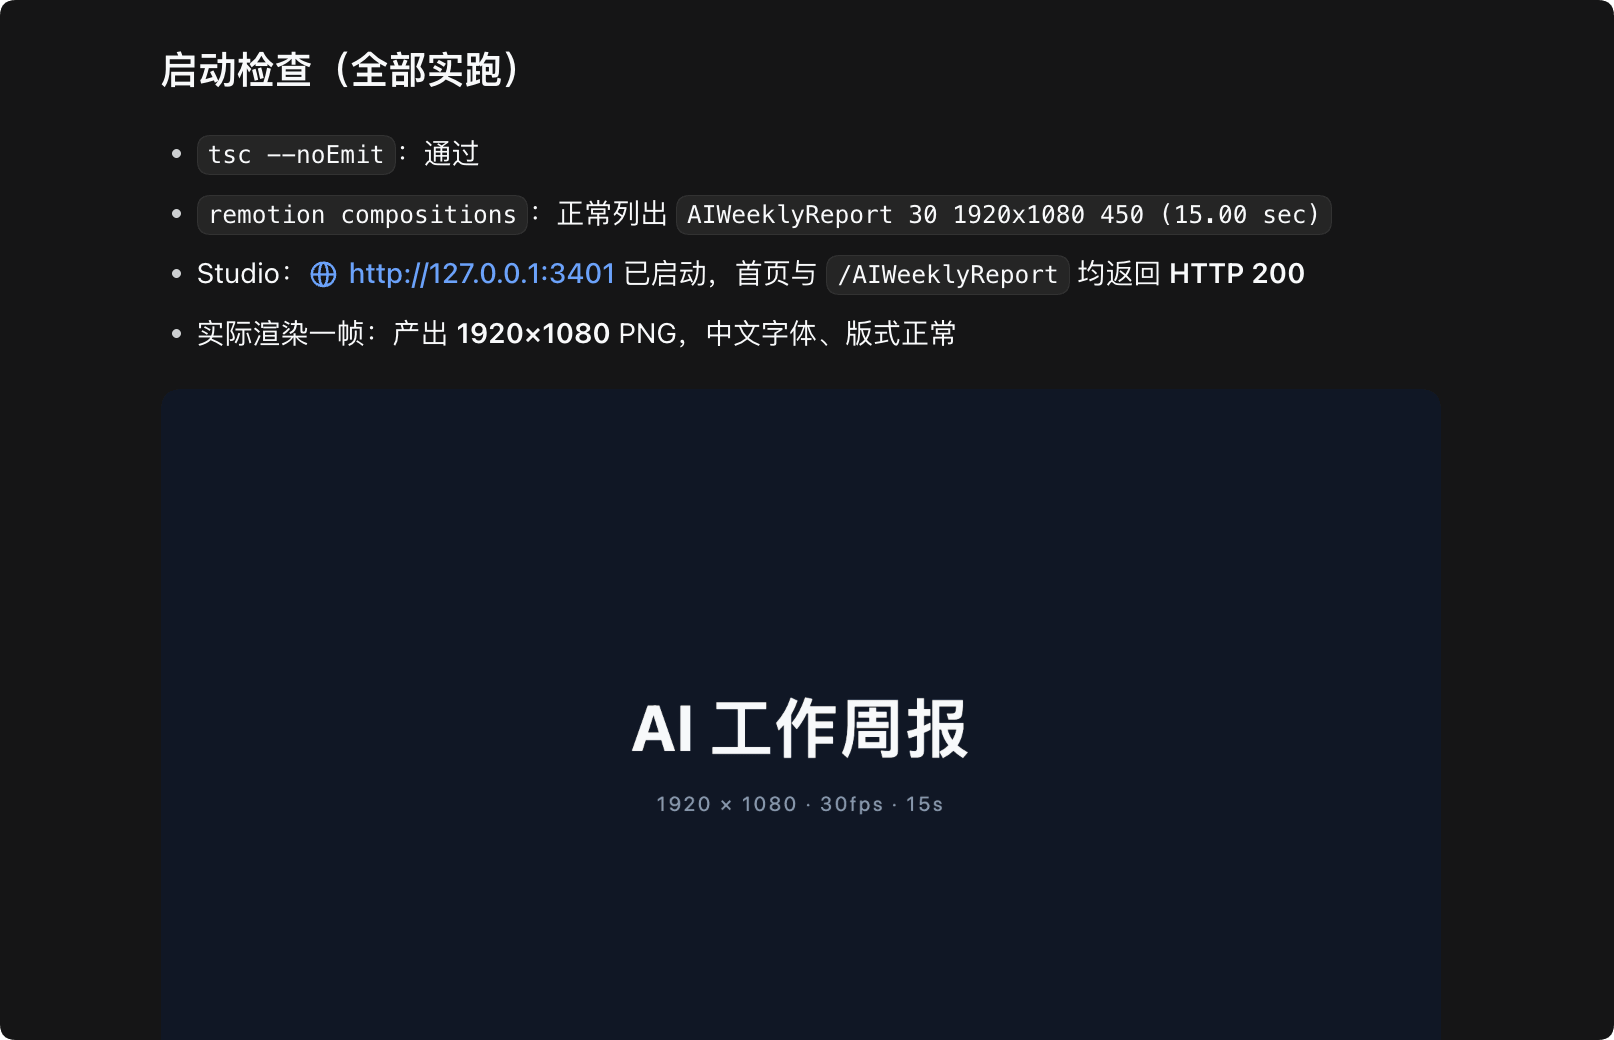 启动检查（全部实跑）
tsc --noEmit：通过
remotion compositions：正常列出 AIWeeklyReport 30 1920x1080 450 (15.00 sec)
Studio：http://127.0.0.1:3401 已启动，首页与 /AIWeeklyReport 均返回 HTTP 200
实际渲染一帧：产出 1920×1080 PNG，中文字体、版式正常
AI 工作周报
1920 × 1080 · 30fps · 15s